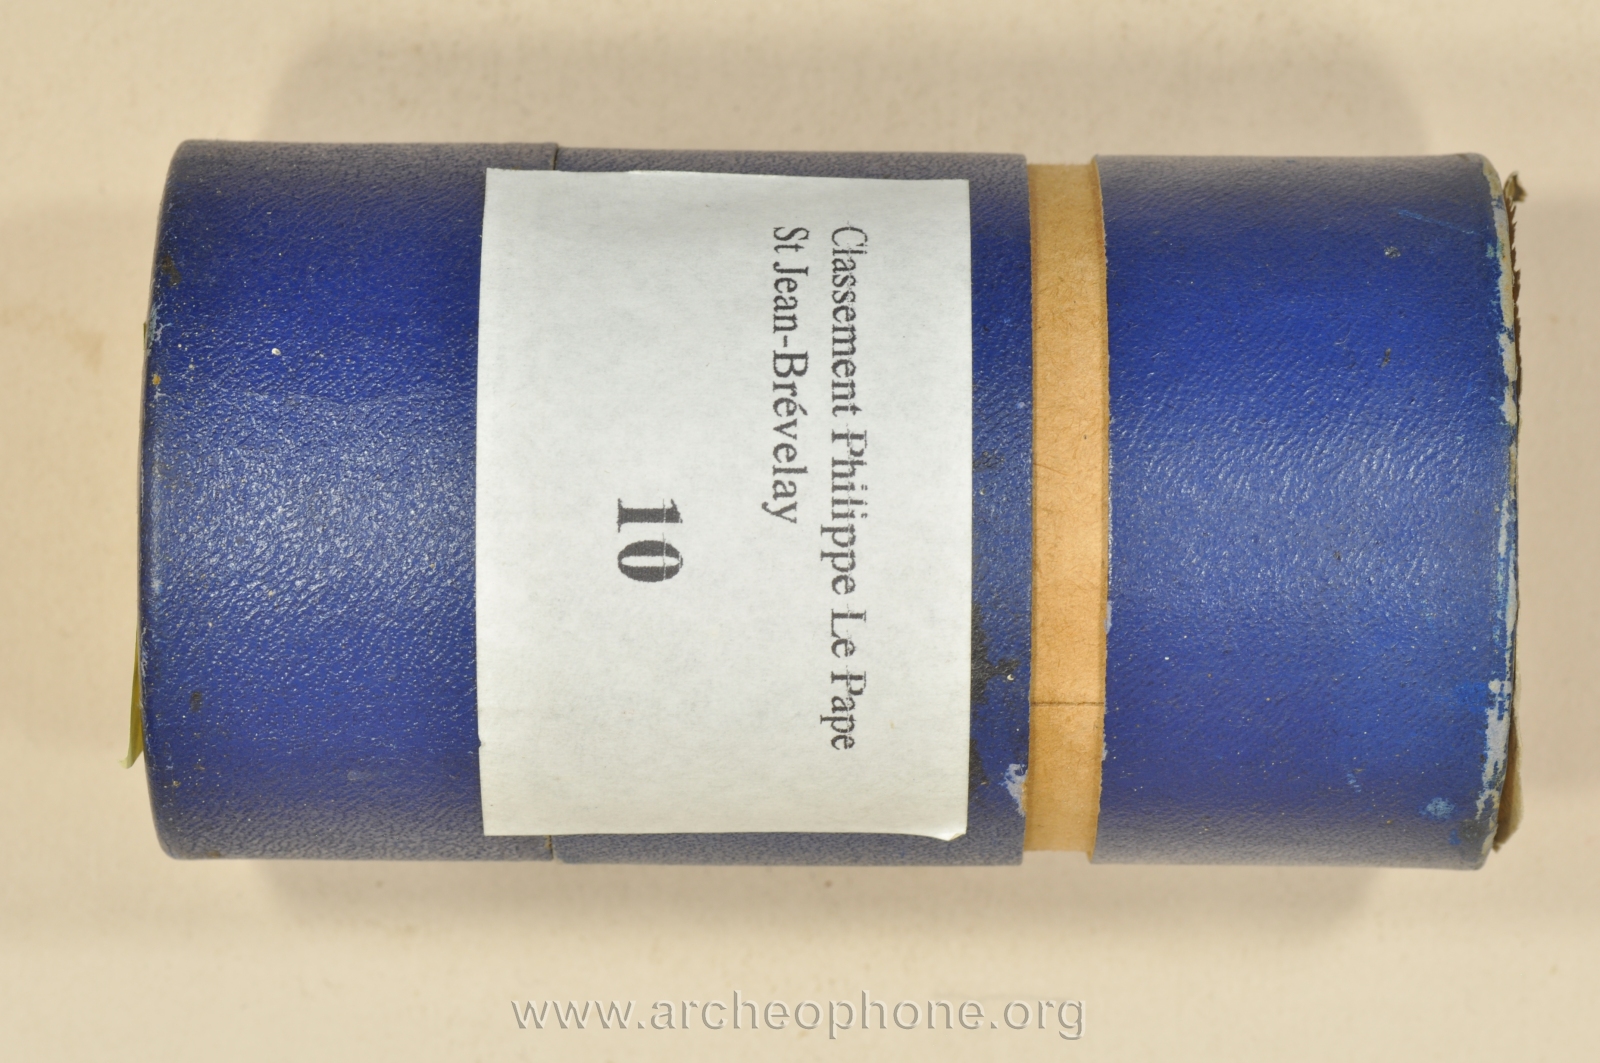 Classement Philippe Le Pape
St Jean-Brévelay
10
www.archeophone.org